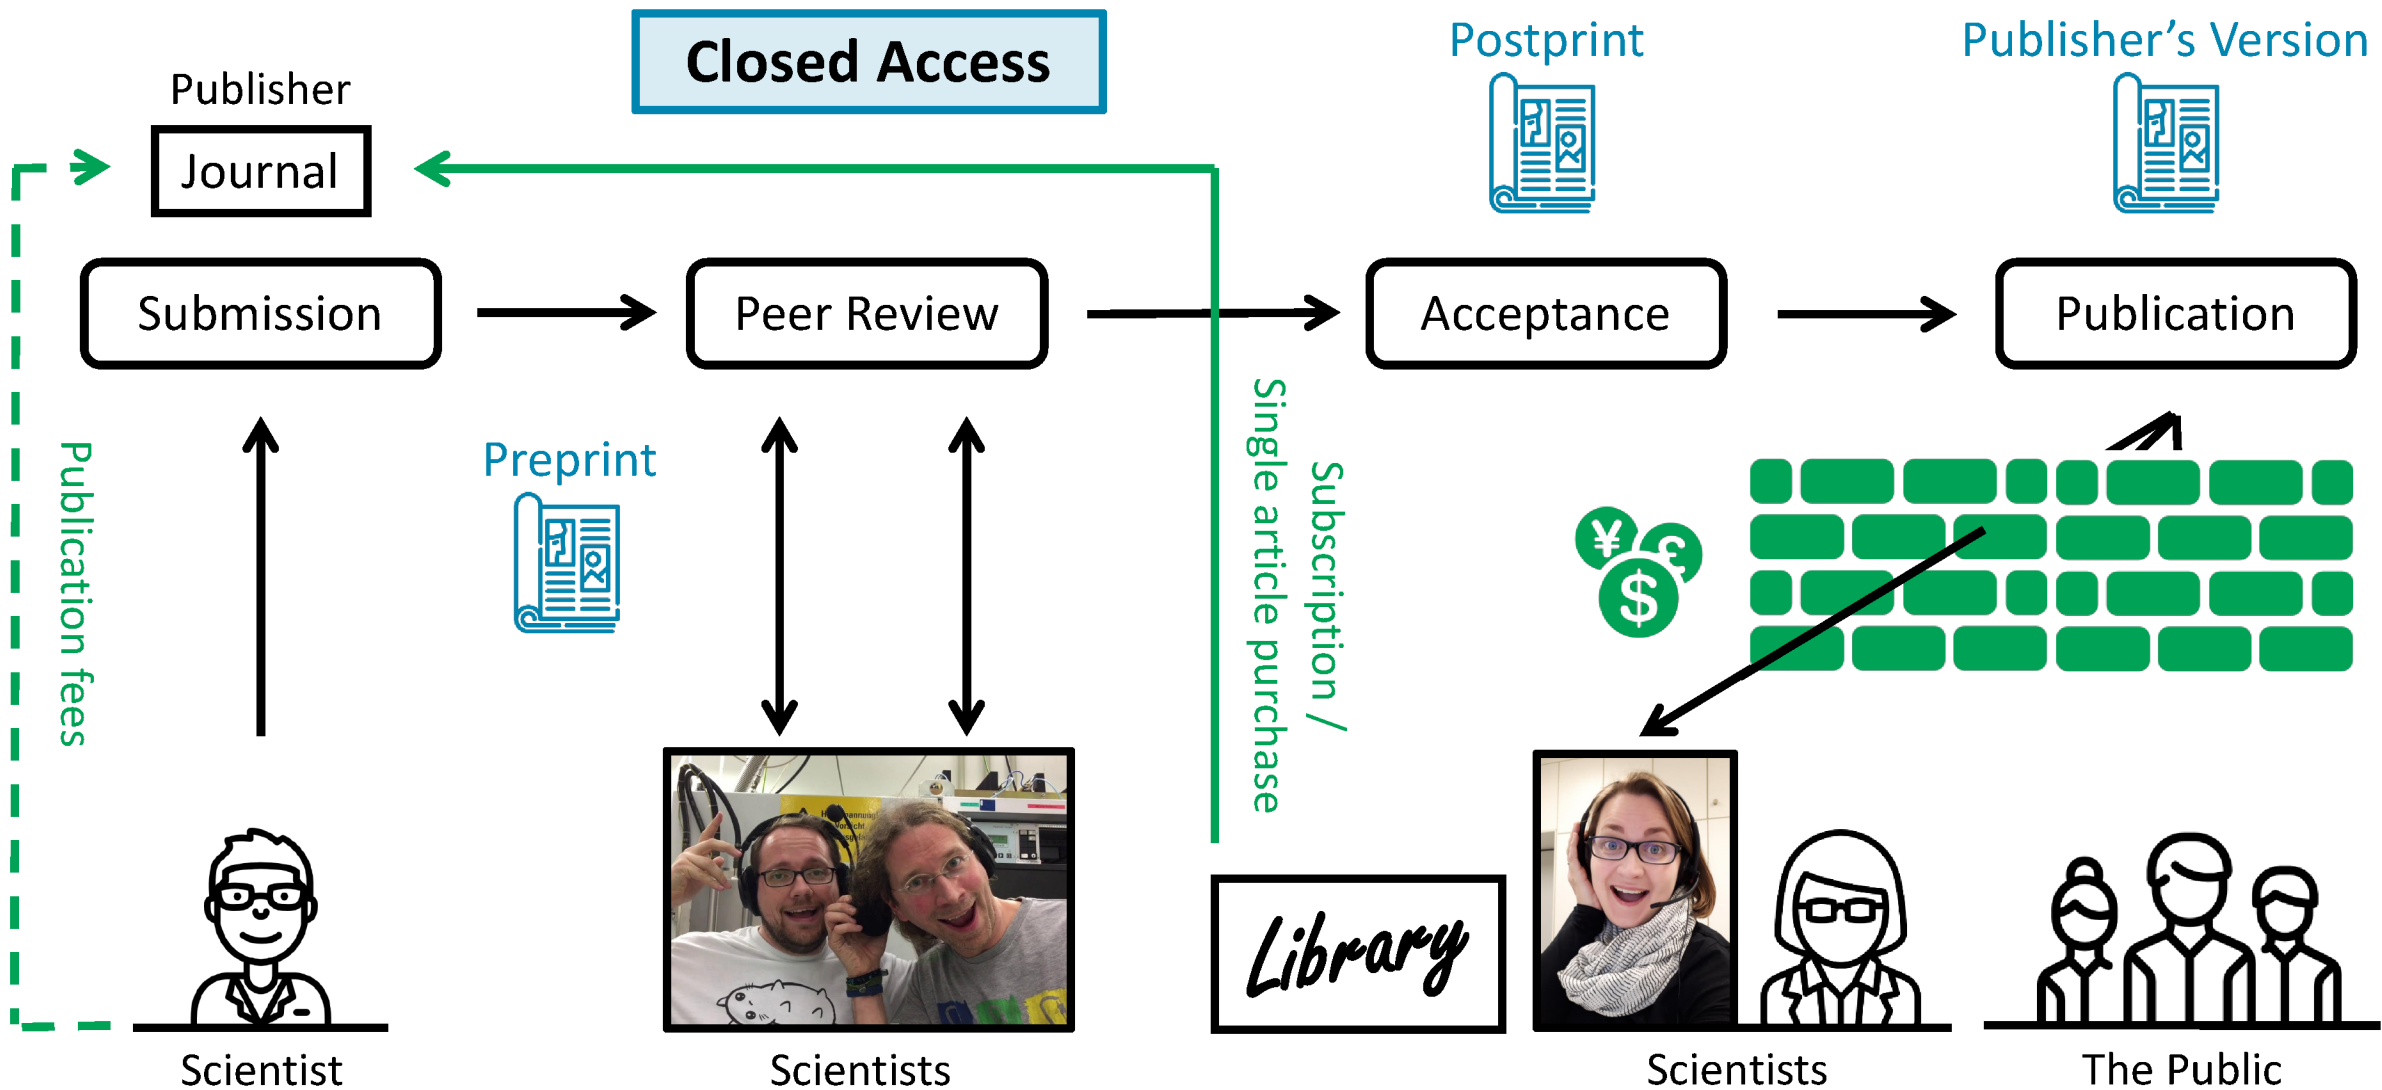 Closed Access
Postprint
Publisher's Version
Publisher
Journal
Submission
Peer Review
Acceptance
Publication
Publication fees
Preprint
Subscription /
Single article purchase
¥
£
$
Library
Scientist
Scientists
Scientists
The Public